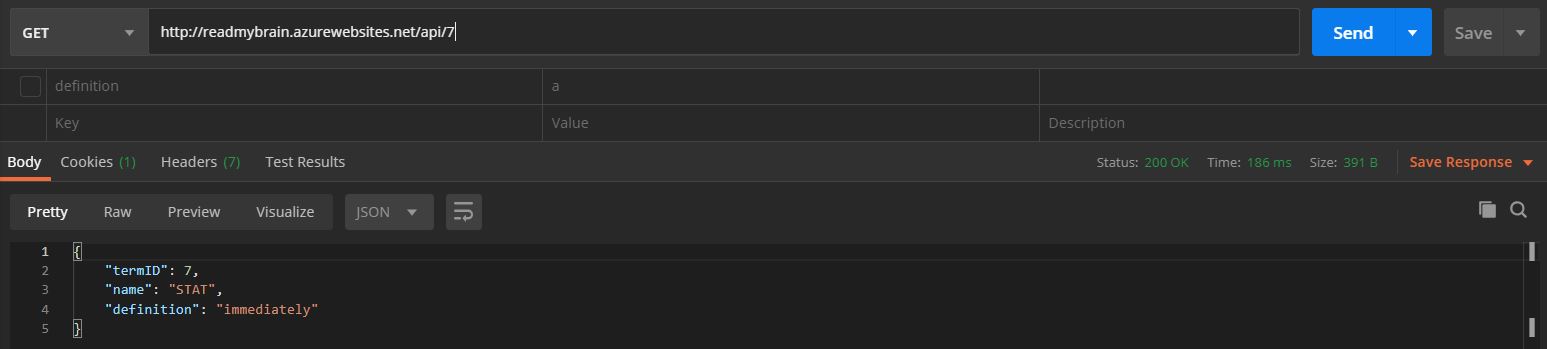 GET http://readmybrain.azurewebsites.net/api/7 Send Save
definition a
Key Value Description
Body Cookies (1) Headers (7) Test Results Status: 200 OK Time: 186 ms Size: 391 B Save Response
Pretty Raw Preview Visualize JSON
1 {
2 "termID": 7,
3 "name": "STAT",
4 "definition": "immediately"
5 }